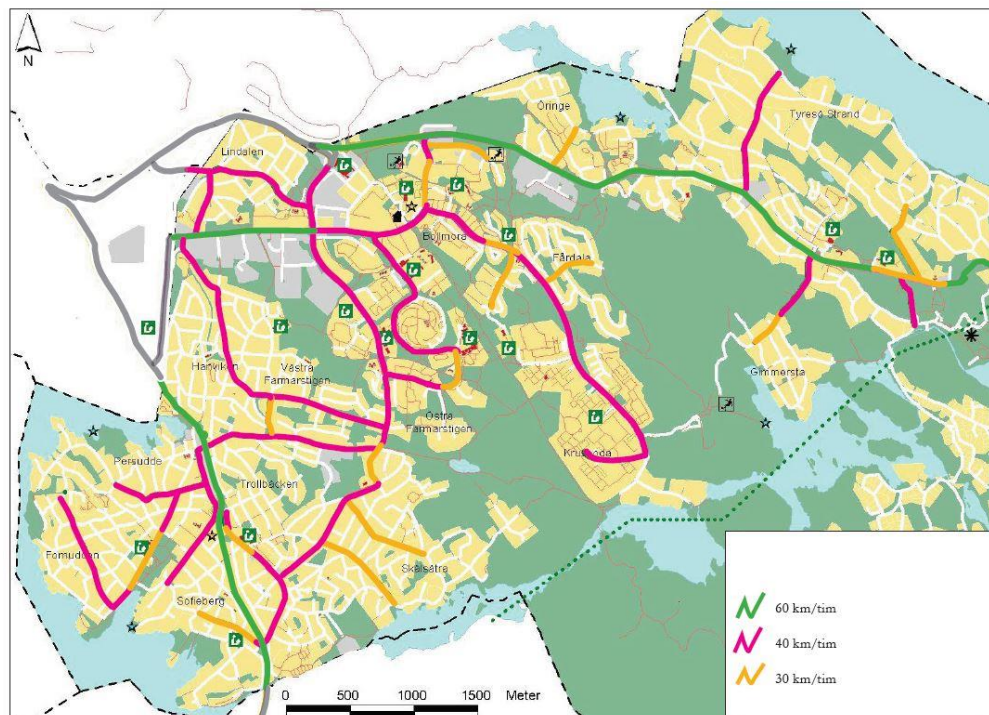 N
Öringe
Tyresö Strand
Lindalen
Bollmora
Fårdala
Hanviken
Västra
Farmarstigen
Gimmersta
Östra
Farmarstigen
Krusboda
Persudde
Trollbäcken
Fornudden
Skälsätra
Sofieberg
60 km/tim
40 km/tim
30 km/tim
0 500 1000 1500 Meter